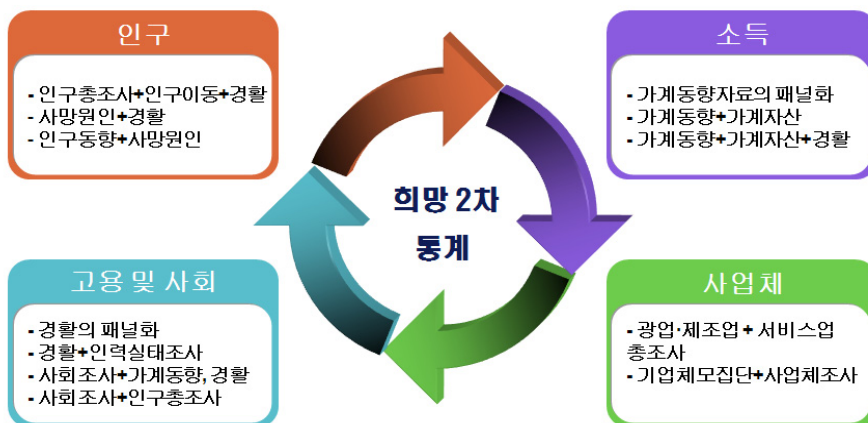 인구
- 인구총조사+인구이동+경활
- 사망원인+경활
- 인구동향+사망원인
소득
- 가계동향자료의 패널화
- 가계동향+가계자산
- 가계동향+가계자산+경활
희망 2차
통계
고용 및 사회
- 경활의 패널화
- 경활+인력실태조사
- 사회조사+가계동향, 경활
- 사회조사+인구총조사
사업체
- 광업·제조업 + 서비스업
총조사
- 기업체모집단+사업체조사